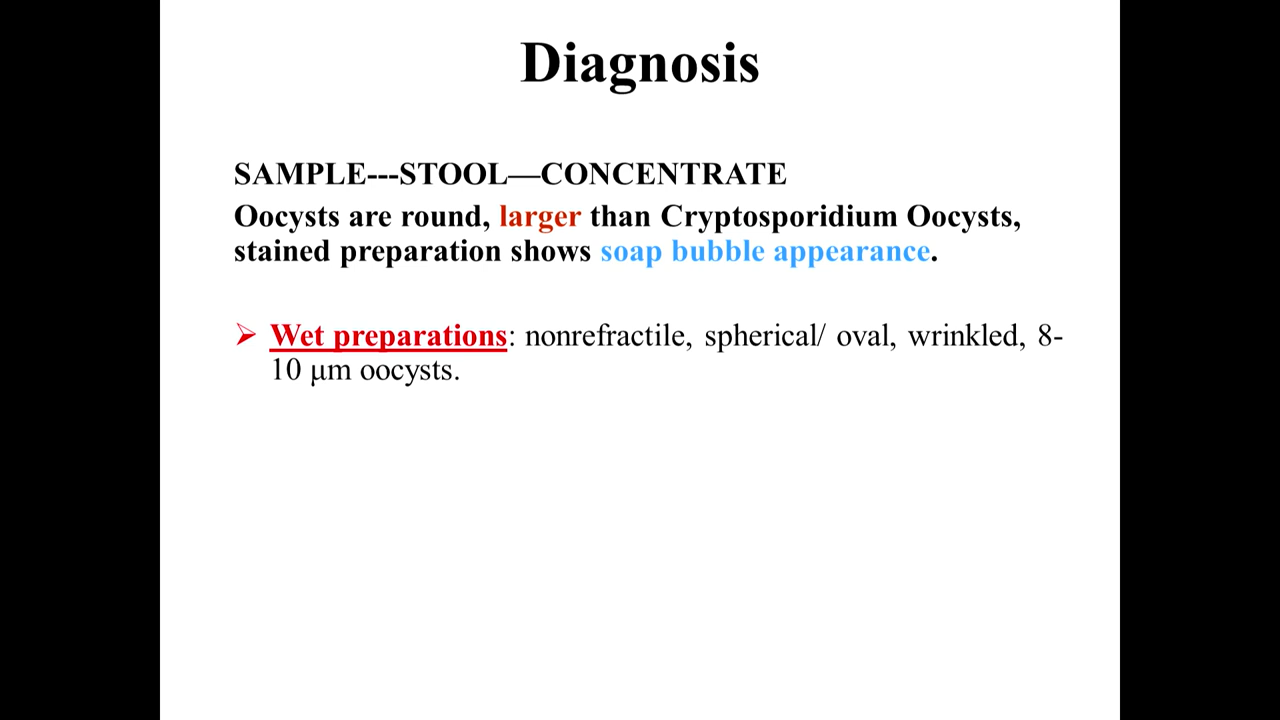 Diagnosis
SAMPLE---STOOL—CONCENTRATE
Oocysts are round, larger than Cryptosporidium Oocysts,
stained preparation shows soap bubble appearance.
➢ Wet preparations: nonrefractile, spherical/ oval, wrinkled, 8-
10 μm oocysts.